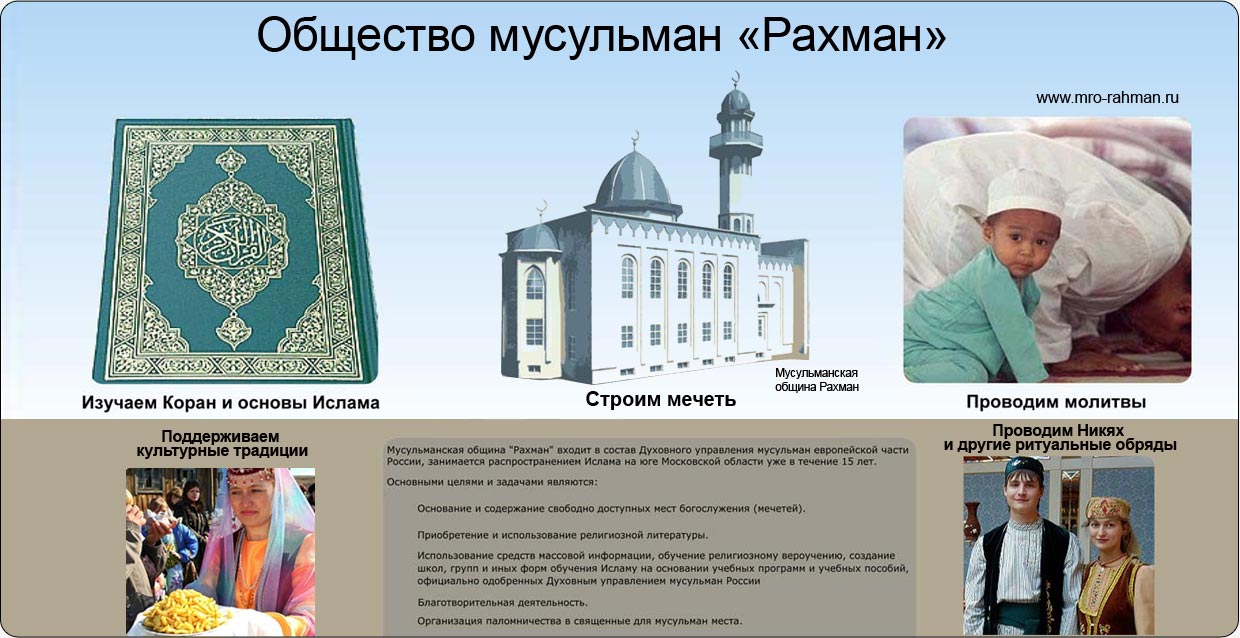 Общество мусульман «Рахман»
www.mro-rahman.ru
القرآن الكريم
Изучаем Коран и основы Ислама
Мусульманская
община Рахман
Строим мечеть
Проводим молитвы
Поддерживаем
культурные традиции
Мусульманская община "Рахман" входит в состав Духовного управления мусульман европейской части
России, занимается распространением Ислама на юге Московской области уже в течение 15 лет.
Основными целями и задачами являются:
Основание и содержание свободно доступных мест богослужения (мечетей).
Приобретение и использование религиозной литературы.
Использование средств массовой информации, обучение религиозному вероучению, создание
школ, групп и иных форм обучения Исламу на основании учебных программ и учебных пособий,
официально одобренных Духовным управлением мусульман России
Благотворительная деятельность.
Организация паломничества в священные для мусульман места.
Проводим Никях
и другие ритуальные обряды